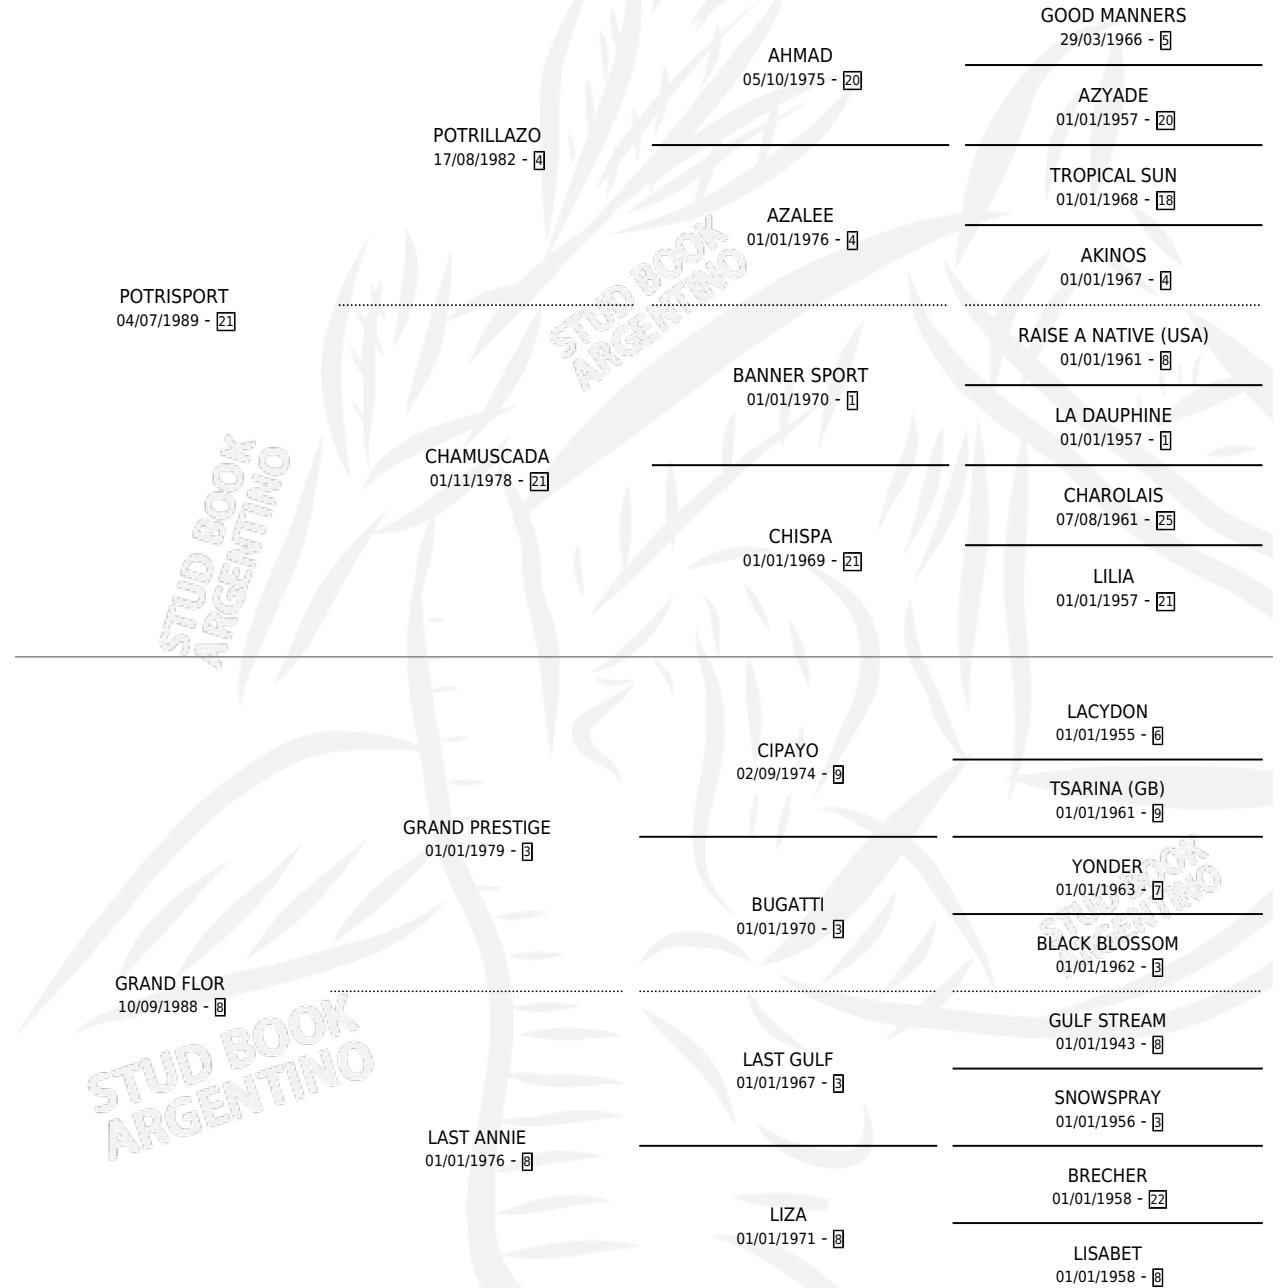 GOOD MANNERS
29/03/1966 - 5
AHMAD
05/10/1975 - 20
AZYADE
01/01/1957 - 20
POTRILLAZO
17/08/1982 - 4
TROPICAL SUN
01/01/1968 - 18
AZALEE
01/01/1976 - 4
AKINOS
01/01/1967 - 4
POTRISPORT
04/07/1989 - 21
RAISE A NATIVE (USA)
01/01/1961 - 8
BANNER SPORT
01/01/1970 - 1
LA DAUPHINE
01/01/1957 - 1
CHAMUSCADA
01/11/1978 - 21
CHAROLAIS
07/08/1961 - 25
CHISPA
01/01/1969 - 21
LILIA
01/01/1957 - 21
LACYDON
01/01/1955 - 6
CIPAYO
02/09/1974 - 9
TSARINA (GB)
01/01/1961 - 9
GRAND PRESTIGE
01/01/1979 - 3
YONDER
01/01/1963 - 7
BUGATTI
01/01/1970 - 3
BLACK BLOSSOM
01/01/1962 - 3
GRAND FLOR
10/09/1988 - 8
GULF STREAM
01/01/1943 - 8
LAST GULF
01/01/1967 - 3
SNOWSPRAY
01/01/1956 - 3
LAST ANNIE
01/01/1976 - 8
BRECHER
01/01/1958 - 22
LIZA
01/01/1971 - 8
LISABET
01/01/1958 - 8
STUD BOOK
ARGENTINO
STUD BOOK
ARGENTINO
STUD BOOK
ARGENTINO
STUD BOOK
ARGENTINO